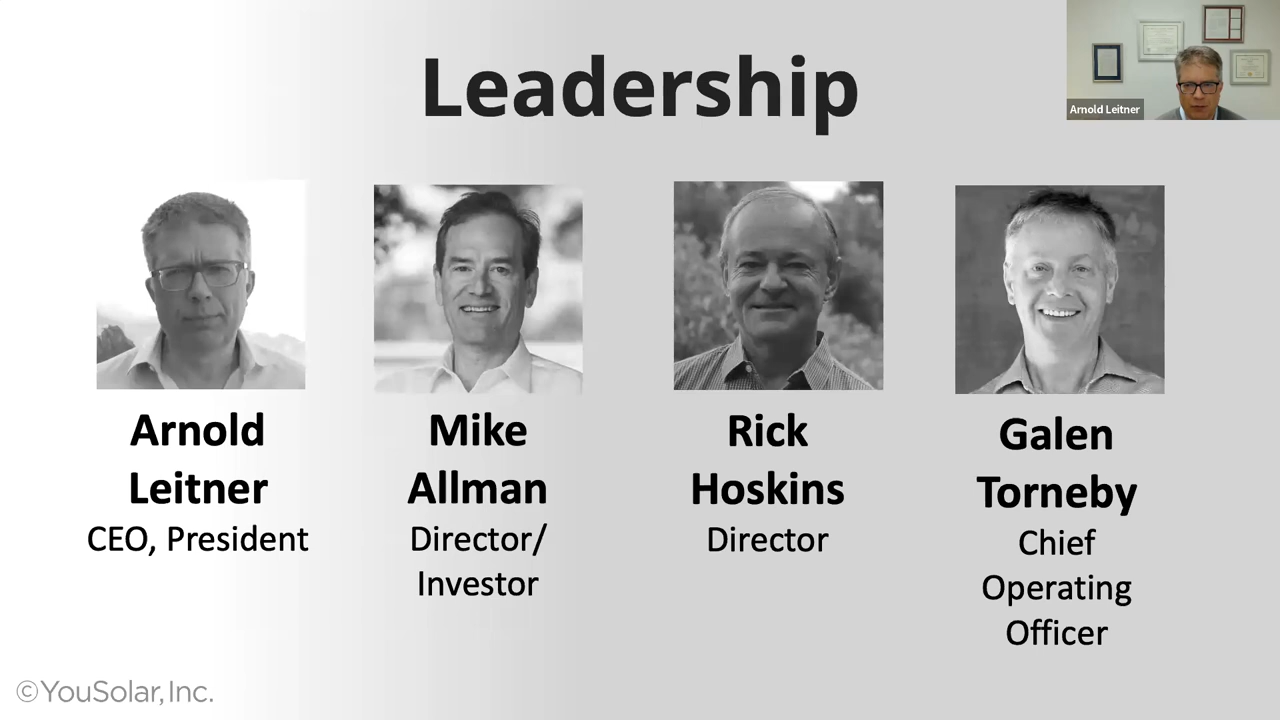 Leadership
Arnold Leitner
Arnold
Leitner
CEO, President
Mike
Allman
Director/
Investor
Rick
Hoskins
Director
Galen
Torneby
Chief
Operating
Officer
©YouSolar, Inc.